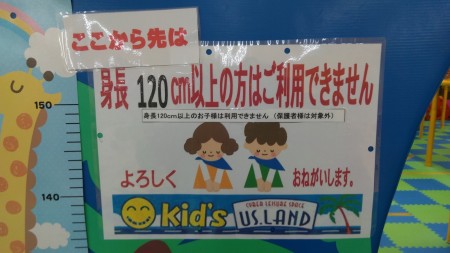 ここから先は
身長 120cm以上の方はご利用できません
身長120cm以上のお子様は利用できません (保護者様は対象外)
よろしく おねがいします。
Kid's
CYBER LEISURE SPACE
US.LAND
150
140